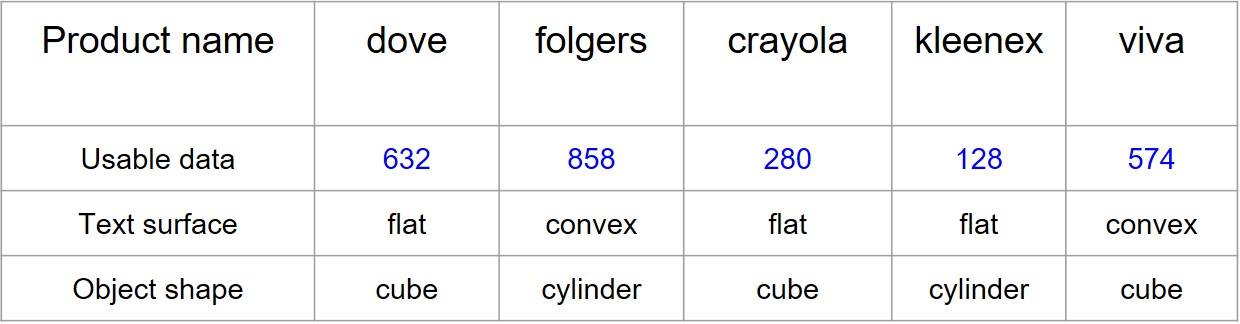 Product name dove folgers crayola kleenex viva
Usable data 632 858 280 128 574
Text surface flat convex flat flat convex
Object shape cube cylinder cube cylinder cube